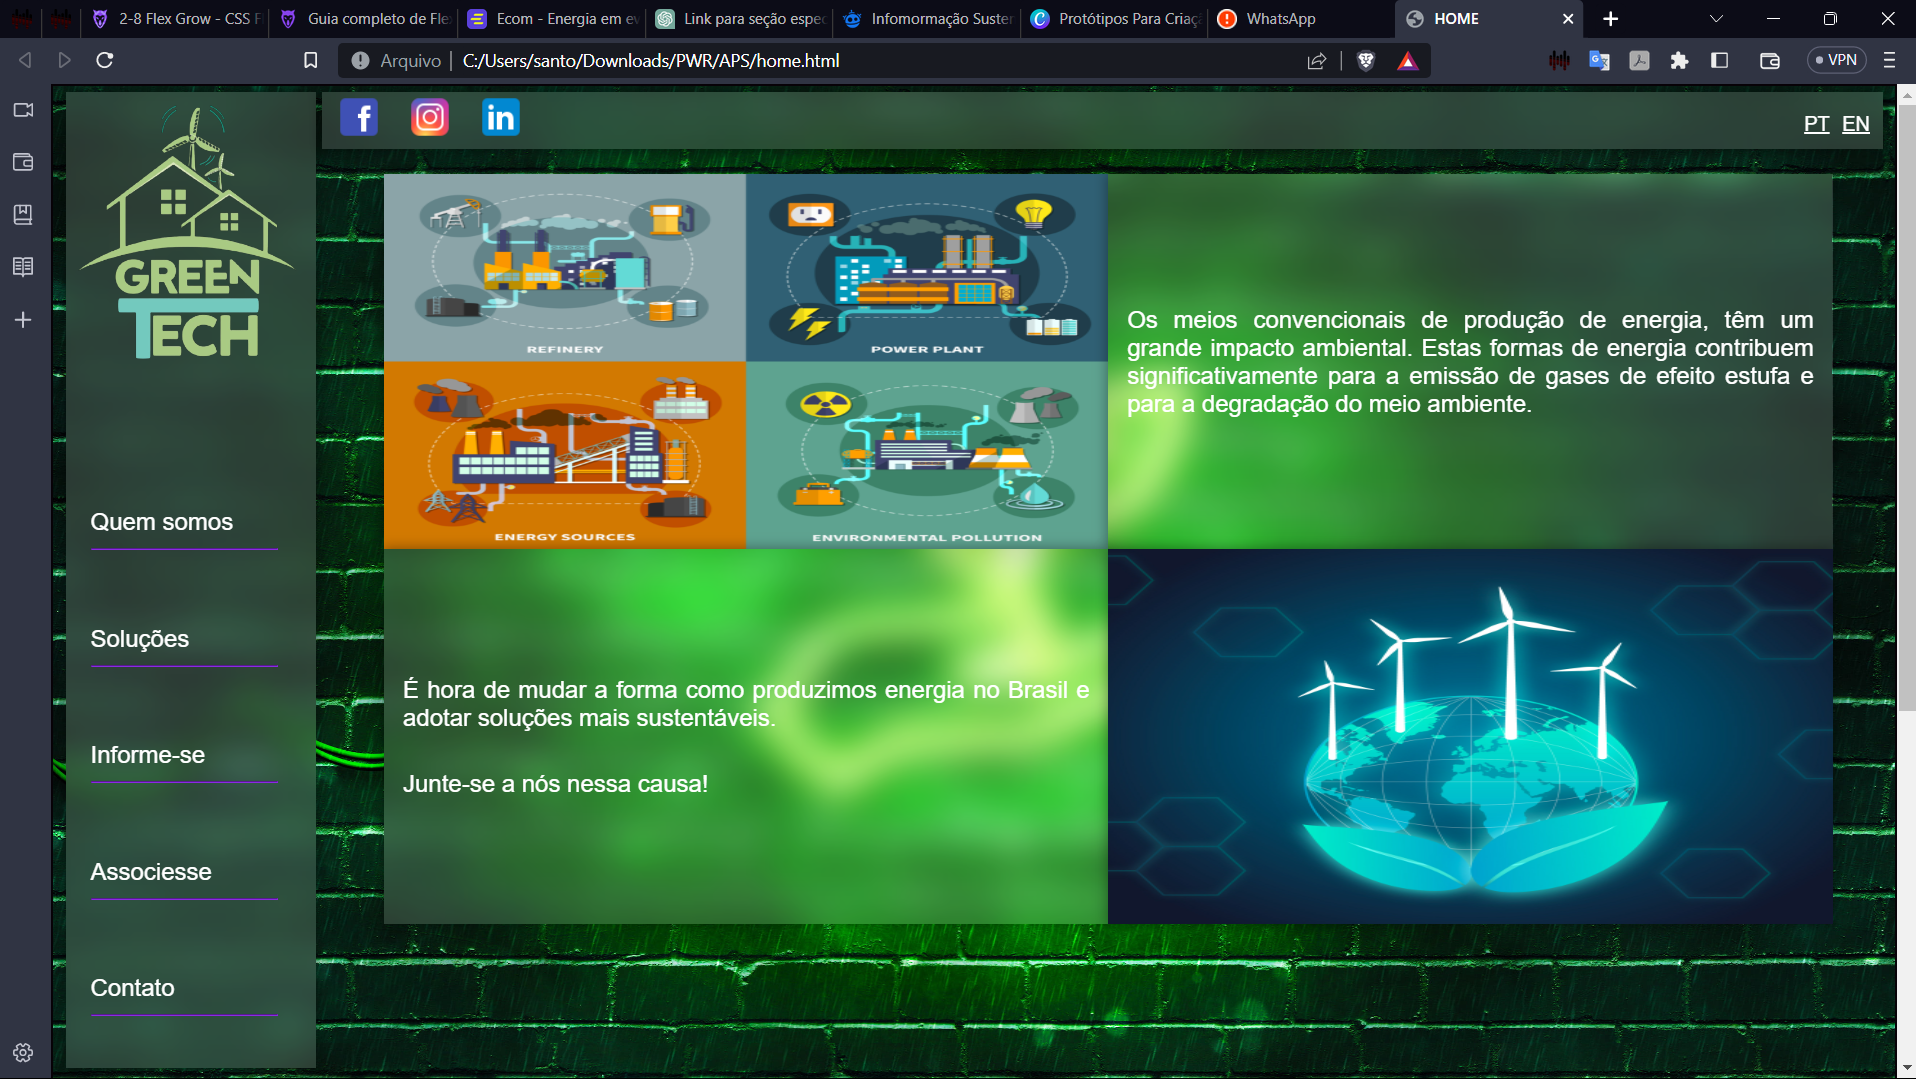 2-8 Flex Grow - CSS F
Guia completo de Flex
Ecom - Energia em ev
Link para seção espec
Infomormação Susten
Protótipos Para Criaçã
WhatsApp
HOME
Arquivo
C:/Users/santo/Downloads/PWR/APS/home.html
VPN
GREEN
TECH
Quem somos
Soluções
Informe-se
Associesse
Contato
PT EN
REFINERY
POWER PLANT
ENERGY SOURCES
ENVIRONMENTAL POLLUTION
Os meios convencionais de produção de energia, têm um
grande impacto ambiental. Estas formas de energia contribuem
significativamente para a emissão de gases de efeito estufa e
para a degradação do meio ambiente.
É hora de mudar a forma como produzimos energia no Brasil e
adotar soluções mais sustentáveis.
Junte-se a nós nessa causa!